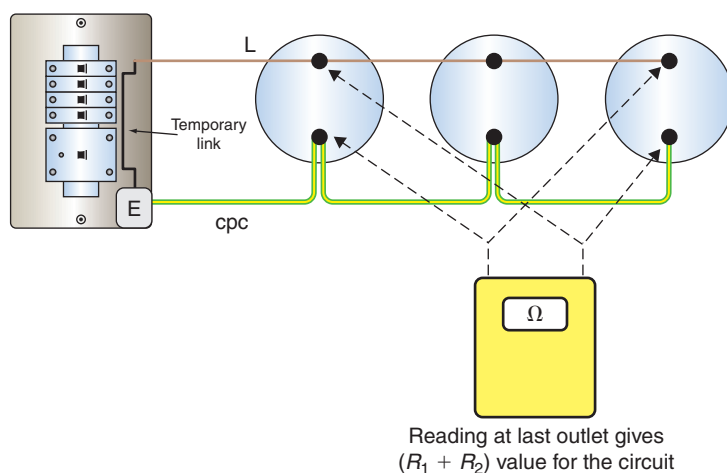 L
Temporary
link
E
cpc
Ω
Reading at last outlet gives
(R₁ + R₂) value for the circuit